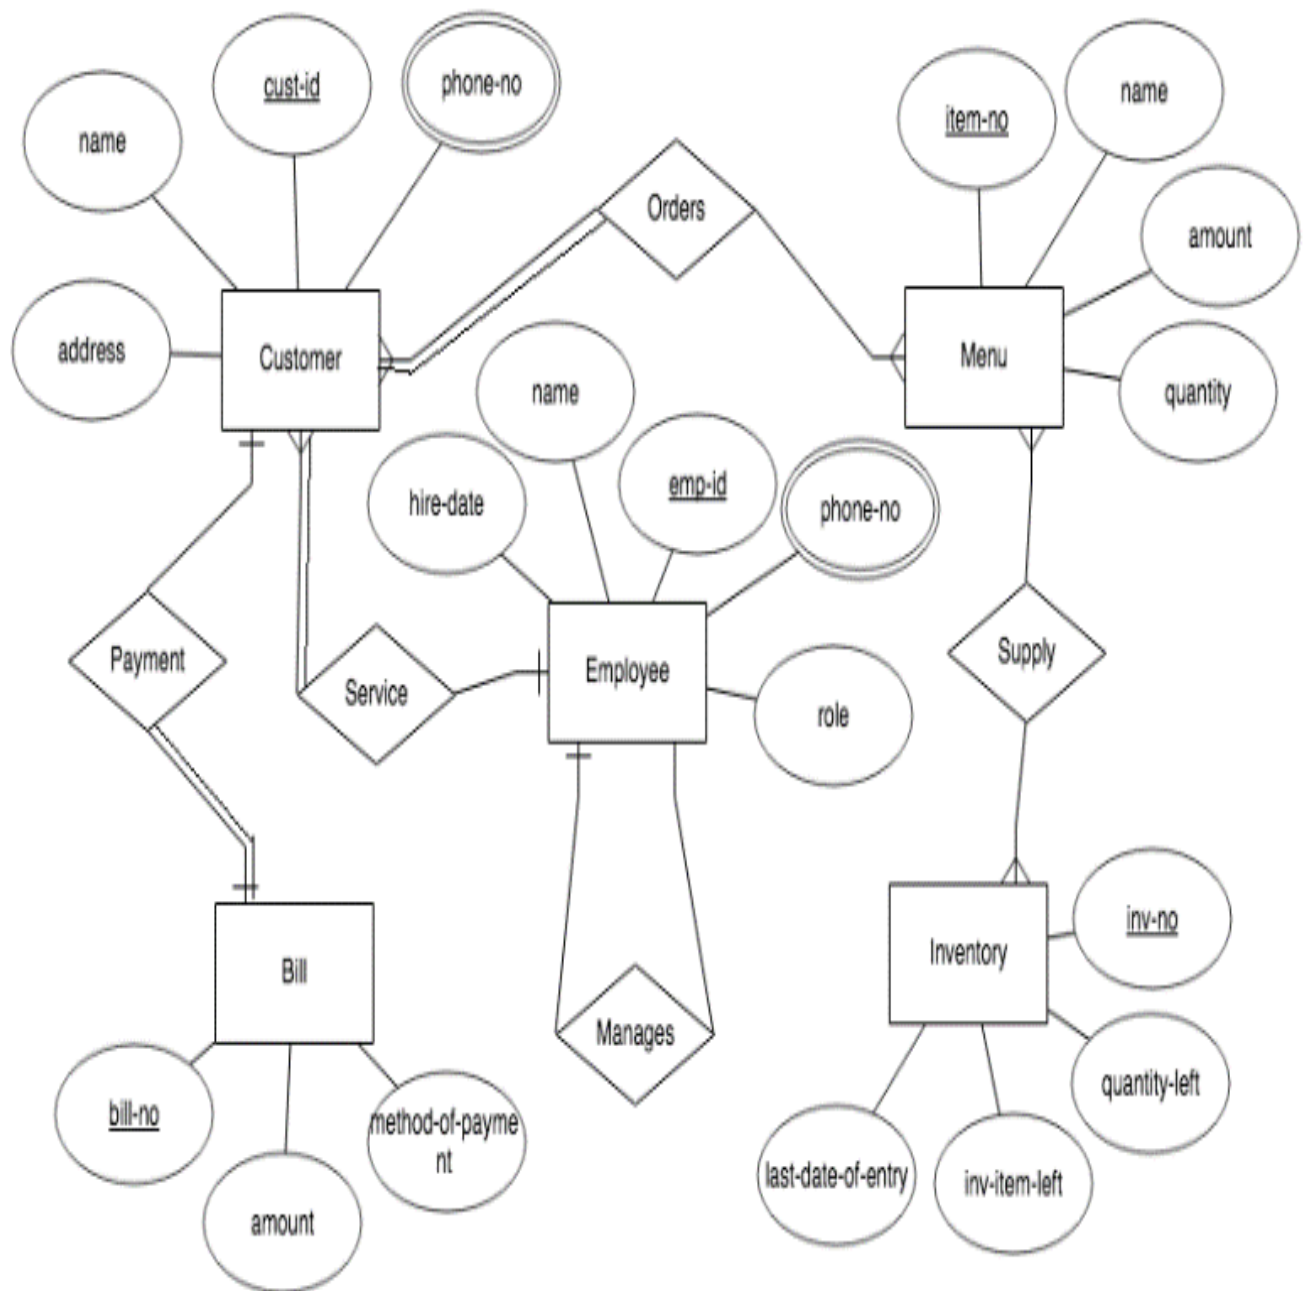 cust-id
phone-no
name
item-no
name
Orders
amount
address
Customer
Menu
name
quantity
hire-date
emp-id
phone-no
Payment
Service
Employee
Supply
role
Bill
Manages
Inventory
inv-no
quantity-left
bill-no
method-of-payme
nt
last-date-of-entry
inv-item-left
amount